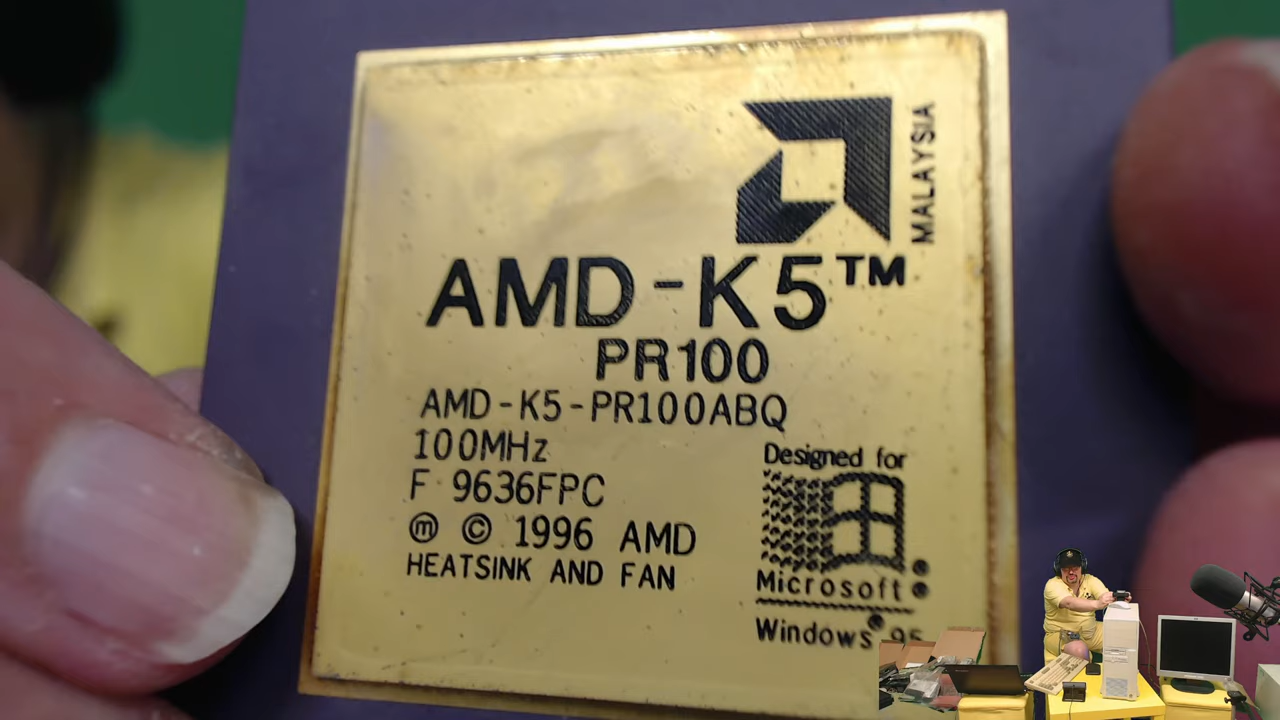 MALAYSIA
AMD-K5™
PR100
AMD-K5-PR100ABQ
100MHz
F 9636FPC
ⓜ © 1996 AMD
HEATSINK AND FAN
Designed for
Microsoft®
Windows®95